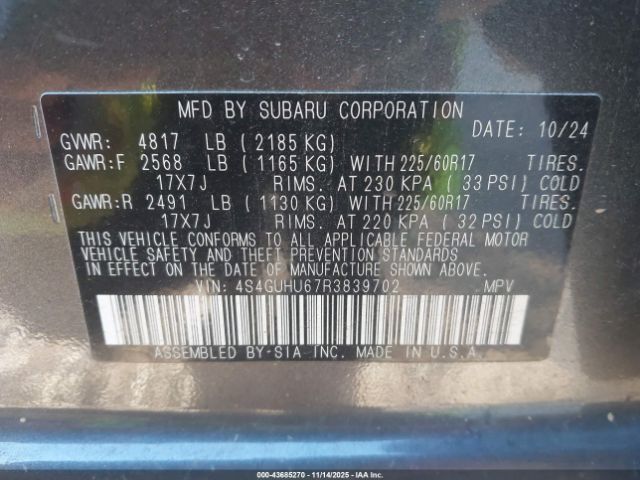 MFD BY SUBARU CORPORATION
DATE: 10/24
GVWR: 4817 LB ( 2185 KG)
GAWR:F 2568 LB ( 1165 KG) WITH 225/60R17 TIRES.
17X7J RIMS. AT 230 KPA ( 33 PSI) COLD
GAWR:R 2491 LB ( 1130 KG) WITH 225/60R17 TIRES.
17X7J RIMS. AT 220 KPA ( 32 PSI) COLD
THIS VEHICLE CONFORMS TO ALL APPLICABLE FEDERAL MOTOR
VEHICLE SAFETY AND THEFT PREVENTION STANDARDS
IN EFFECT ON THE DATE OF MANUFACTURE SHOWN ABOVE.
VIN: 4S4GUHU67R3839702 MPV
ASSEMBLED BY-SIA INC. MADE IN U.S.A.
000-43685270 11/14/2025 - IAA, Inc.